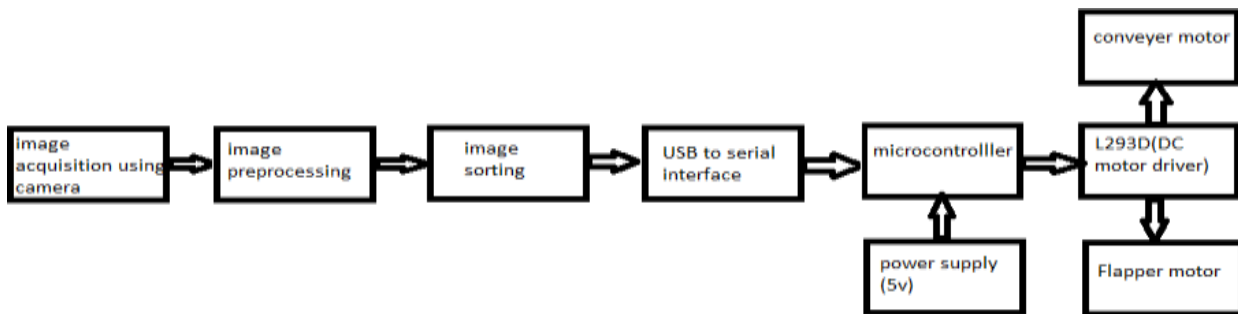 image
acquisition using
camera
image
preprocessing
image
sorting
USB to serial
interface
microcontrolller
power supply
(5v)
conveyer motor
L293D(DC
motor driver)
Flapper motor